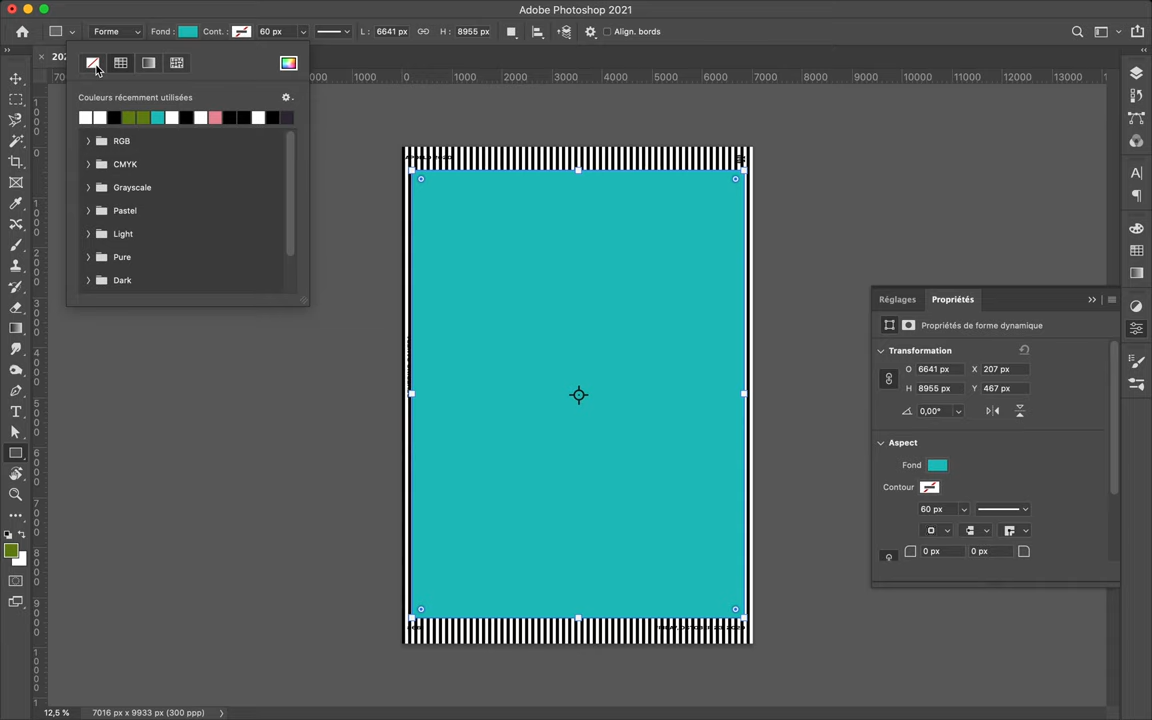 Adobe Photoshop 2021
Forme
Fond :
Cont. :
60 px
L : 6641 px
H : 8955 px
Align. bords
202
Couleurs récemment utilisées
RGB
CMYK
Grayscale
Pastel
Light
Pure
Dark
0 1000 2000 3000 4000 5000 6000 7000 8000 9000 10000 11000 12000 13000
Réglages
Propriétés
Propriétés de forme dynamique
Transformation
O 6641 px X 207 px
H 8955 px Y 467 px
0,00°
Aspect
Fond
Contour
60 px
0 px 0 px
12,5 % 7016 px x 9933 px (300 ppp)